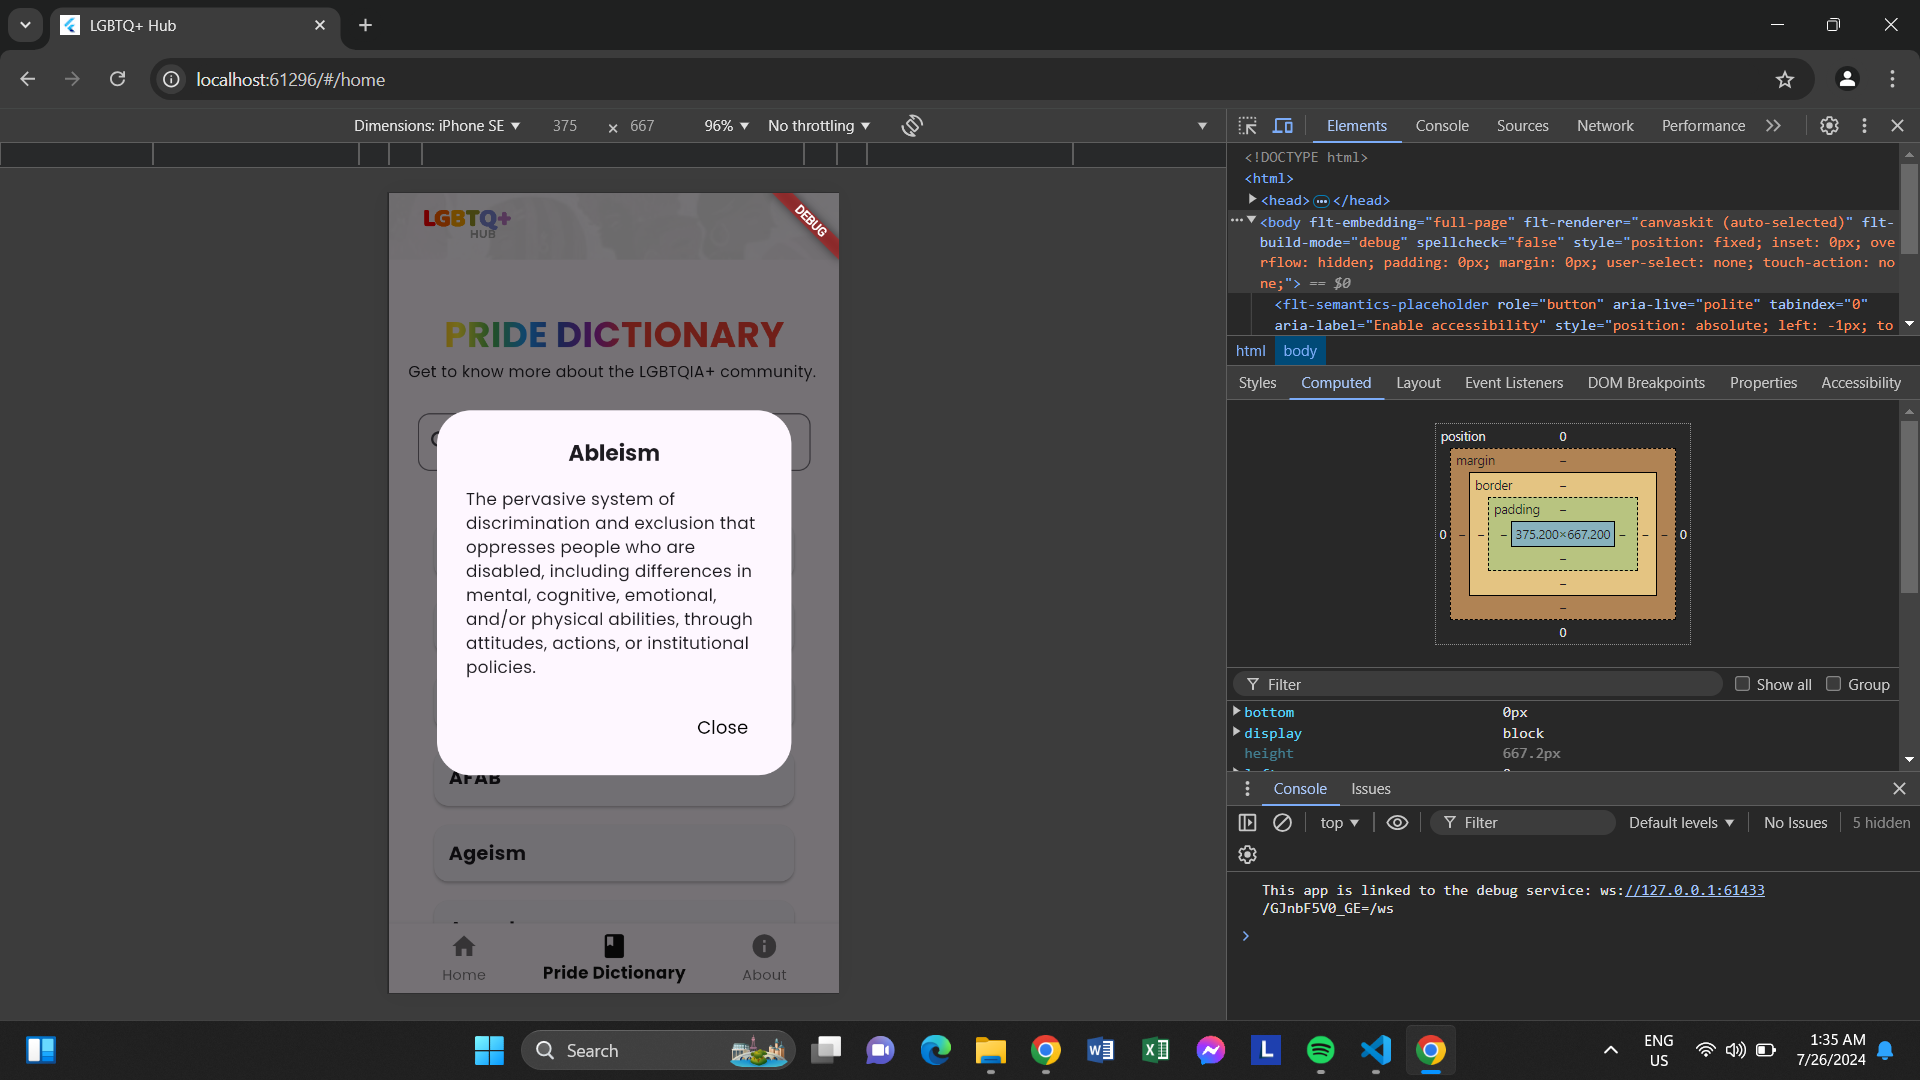 LGBTQ+ Hub
localhost:61296/#/home
Dimensions: iPhone SE 375 × 667 96% No throttling
Elements Console Sources Network Performance
<!DOCTYPE html>
<html>
<head> ••• </head>
<body flt-embedding="full-page" flt-renderer="canvaskit (auto-selected)" flt-
build-mode="debug" spellcheck="false" style="position: fixed; inset: 0px; ove
rflow: hidden; padding: 0px; margin: 0px; user-select: none; touch-action: no
ne;"> == $0
<flt-semantics-placeholder role="button" aria-live="polite" tabindex="0"
aria-label="Enable accessibility" style="position: absolute; left: -1px; to
html body
Styles Computed Layout Event Listeners DOM Breakpoints Properties Accessibility
position 0
margin –
border –
padding –
0 – – – 375.200×667.200 – – – 0
–
–
–
0
Filter Show all Group
bottom 0px
display block
height 667.2px
Console Issues
top Filter Default levels No Issues 5 hidden
This app is linked to the debug service: ws://127.0.0.1:61433
/GJnbF5V0_GE=/ws
LGBTQ+
HUB
DEBUG
PRIDE DICTIONARY
Get to know more about the LGBTQIA+ community.
Ableism
The pervasive system of
discrimination and exclusion that
oppresses people who are
disabled, including differences in
mental, cognitive, emotional,
and/or physical abilities, through
attitudes, actions, or institutional
policies.
Close
AFAB
Ageism
Home Pride Dictionary About
Search
ENG
US
1:35 AM
7/26/2024